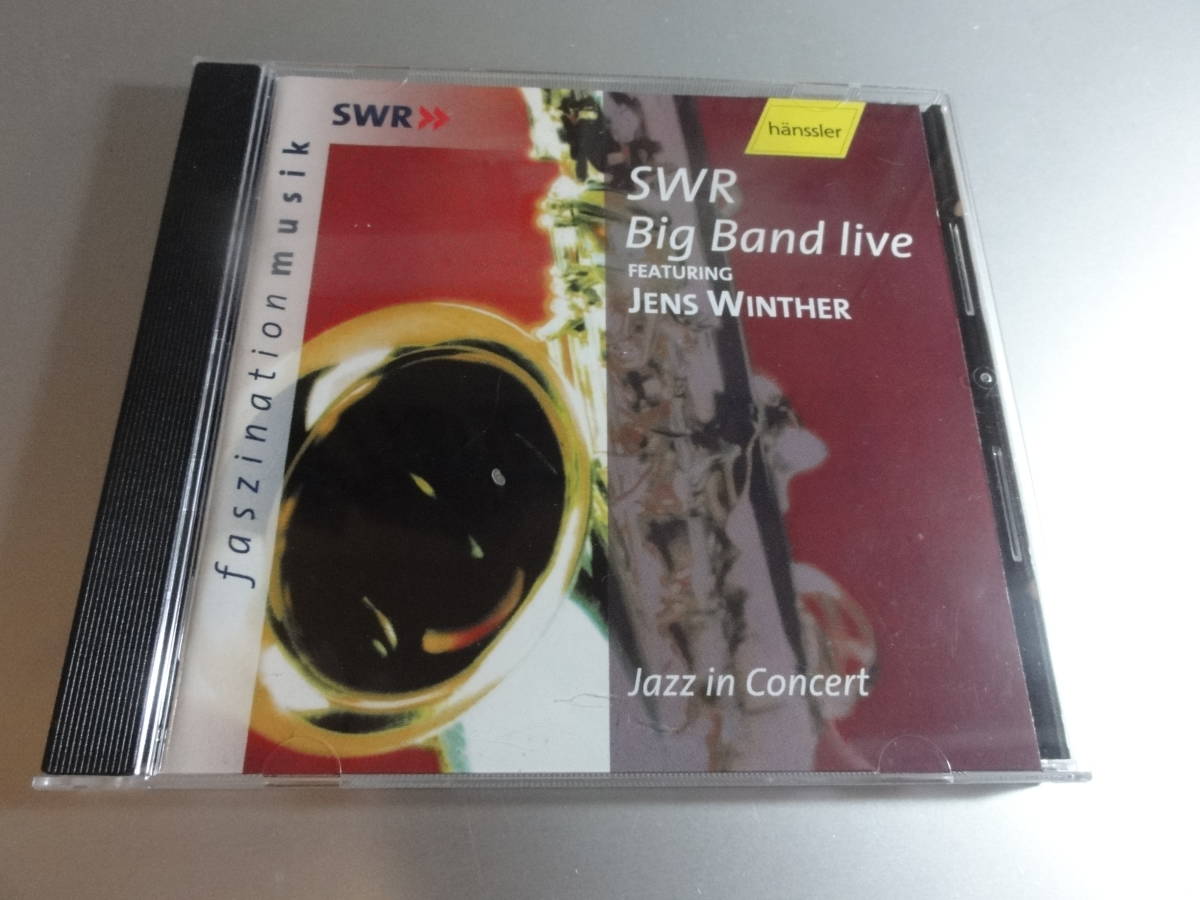 SWR
hänssler
faszination musik
SWR
Big Band live
FEATURING
JENS WINTHER
Jazz in Concert